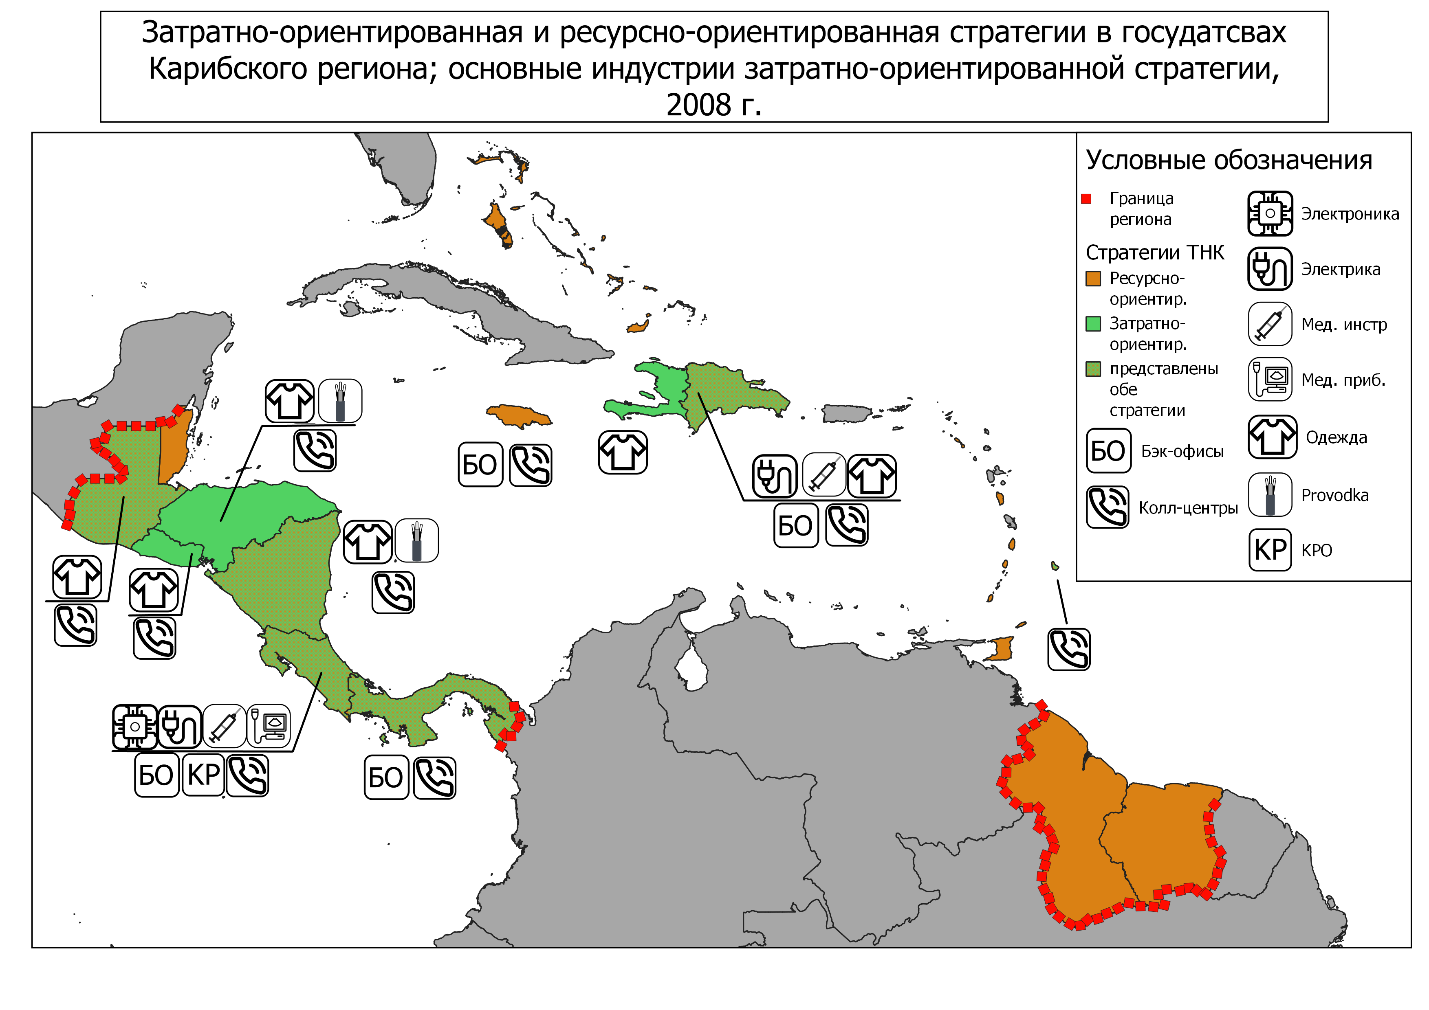 Затратно-ориентированная и ресурсно-ориентированная стратегии в госудатсвах
Карибского региона; основные индустрии затратно-ориентированной стратегии,
2008 г.
Условные обозначения
Граница
региона
Стратегии ТНК
Ресурсно-
ориентир.
Затратно-
ориентир.
представлены
обе
стратегии
БО Бэк-офисы
Колл-центры
Электроника
Электрика
Мед. инстр
Мед. приб.
Одежда
Provodka
КР КРО
БО
БО
БО КР
БО